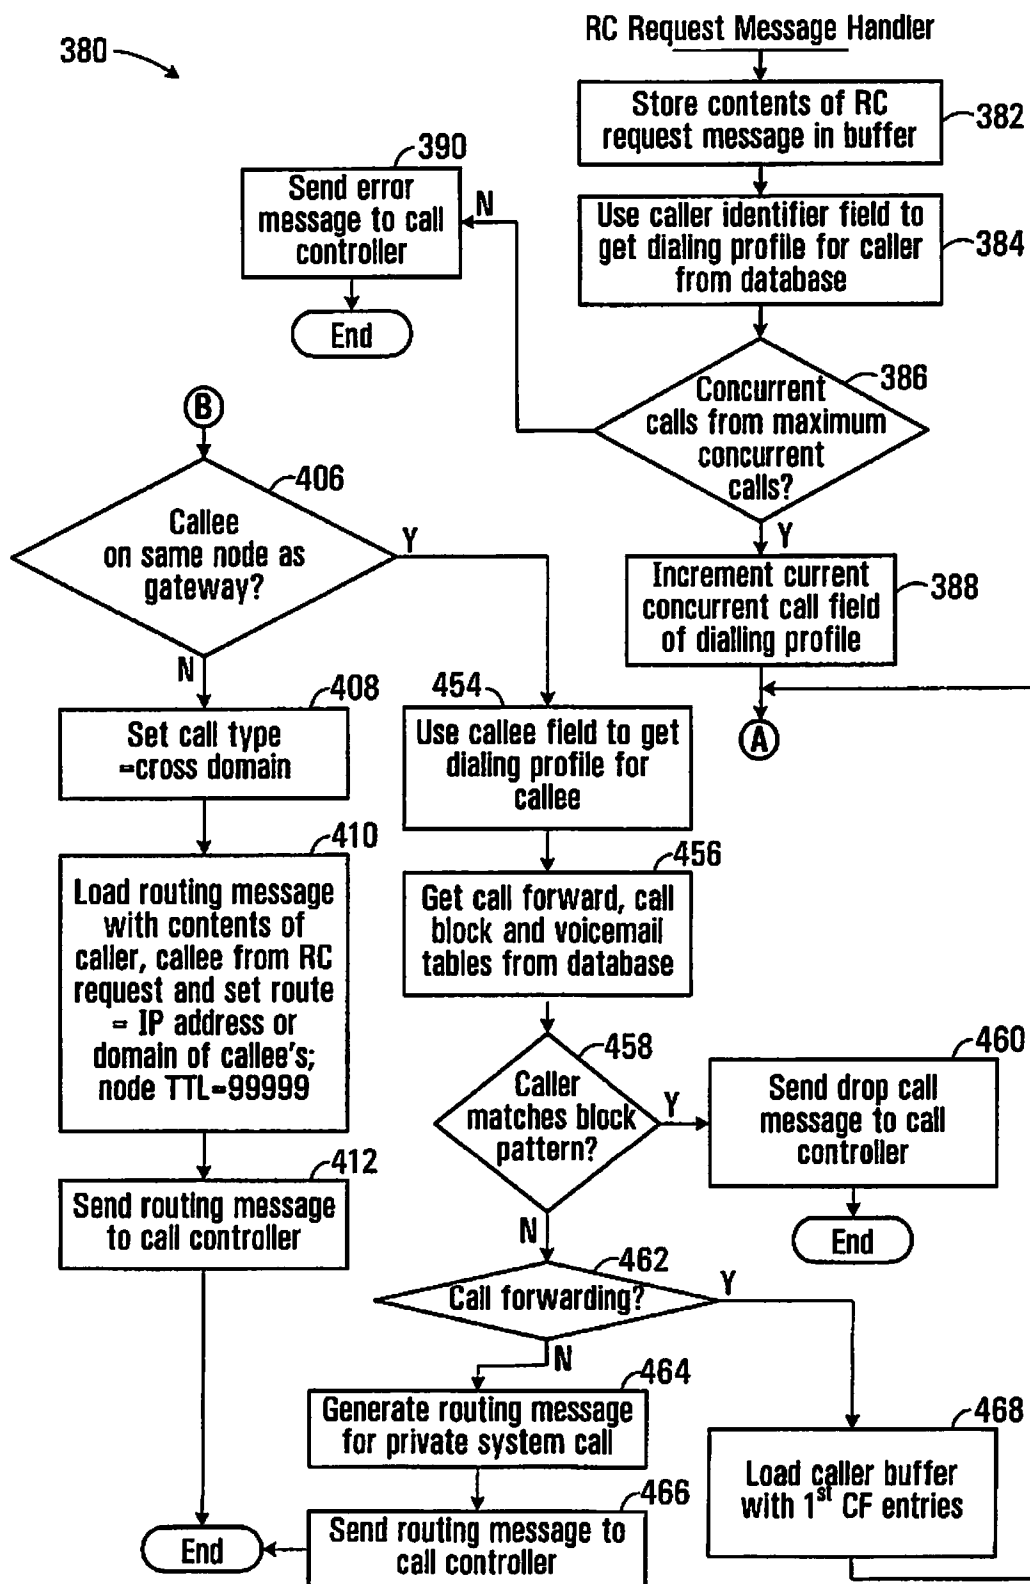 380
RC Request Message Handler
Store contents of RC
request message in buffer
382
Use caller identifier field to
get dialing profile for caller
from database
384
390
Send error
message to call
controller
N
End
Concurrent
calls from maximum
concurrent
calls?
386
Y
Increment current
concurrent call field
of dialling profile
388
A
B
Callee
on same node as
gateway?
406
Y
N
408
Set call type
=cross domain
410
Load routing message
with contents of
caller, callee from RC
request and set route
= IP address or
domain of callee's;
node TTL=99999
412
Send routing message
to call controller
454
Use callee field to get
dialing profile for
callee
456
Get call forward, call
block and voicemail
tables from database
458
Caller
matches block
pattern?
Y
N
460
Send drop call
message to call
controller
End
462
Call forwarding?
Y
N
464
Generate routing message
for private system call
466
Send routing message to
call controller
End
468
Load caller buffer
with 1st CF entries